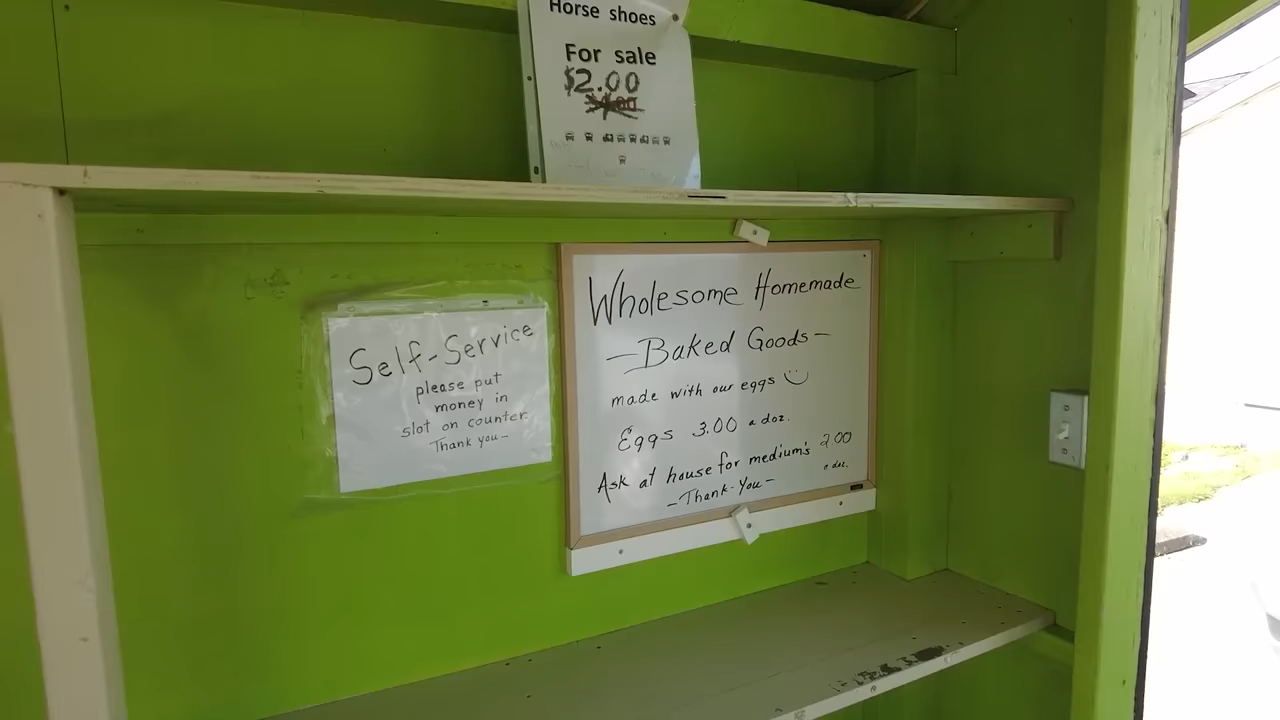 Horse shoes
For sale
$2.00
Self-Service
please put
money in
slot on counter.
Thank you-
Wholesome Homemade
-Baked Goods-
made with our eggs
Eggs 3.00 a doz.
Ask at house for medium's 2.00
a doz.
-Thank-You-